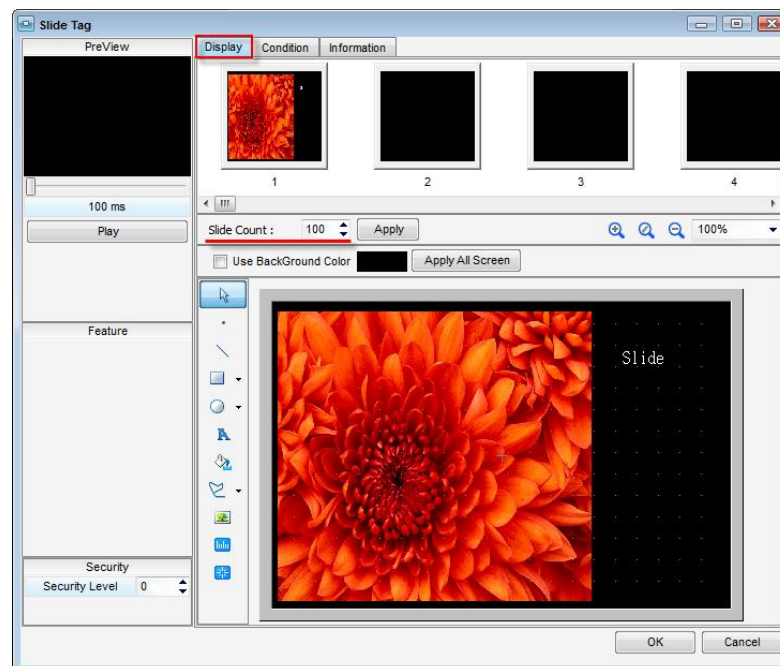 Slide Tag
PreView
100 ms
Play
Feature
Security
Security Level 0
Display Condition Information
1 2 3 4
Slide Count : 100 Apply 100%
Use BackGround Color Apply All Screen
A
Slide
OK Cancel